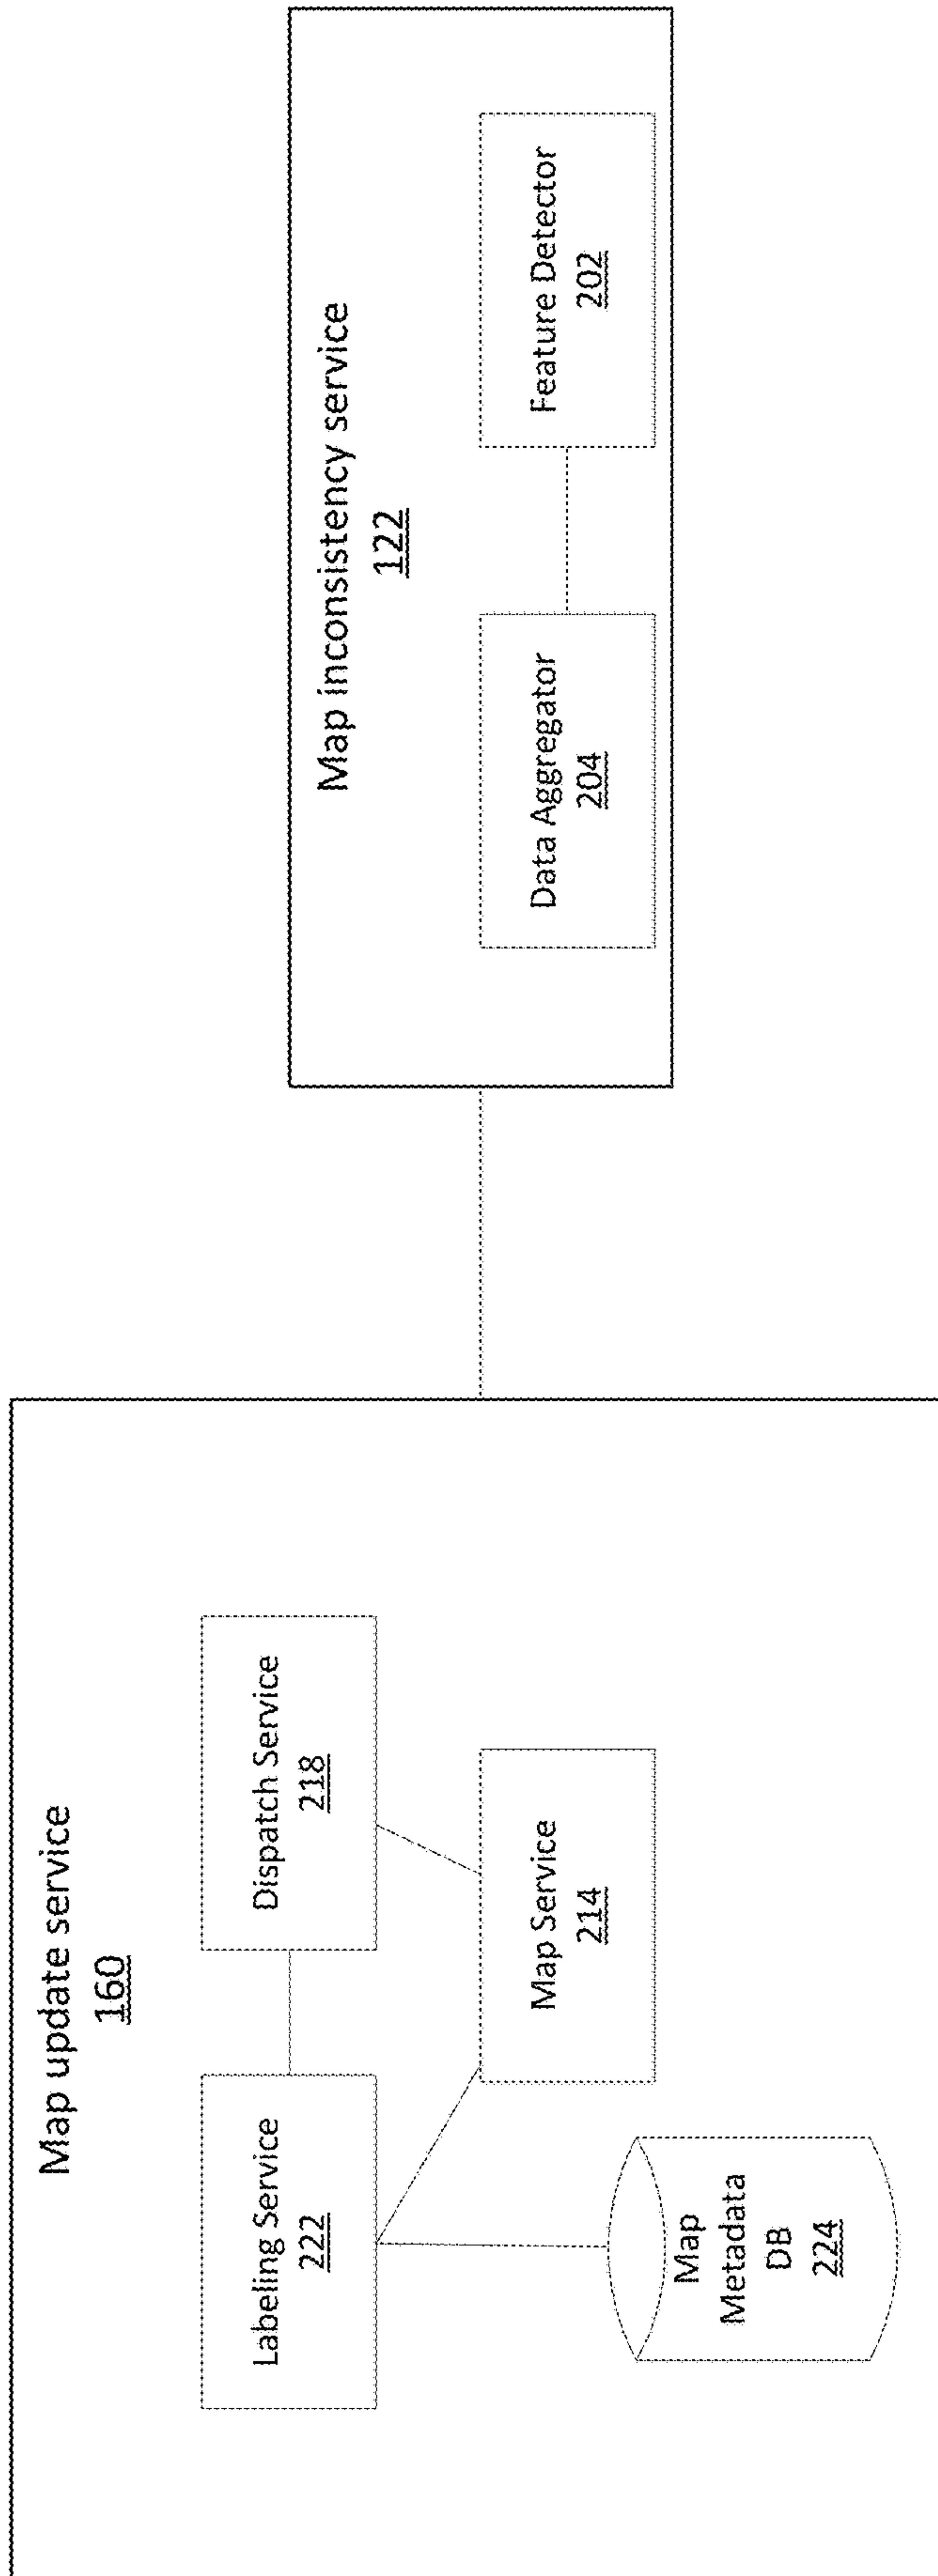 Map update service
160
Labeling Service
222
Dispatch Service
218
Map Service
214
Map
Metadata
DB
224
Map inconsistency service
122
Data Aggregator
204
Feature Detector
202